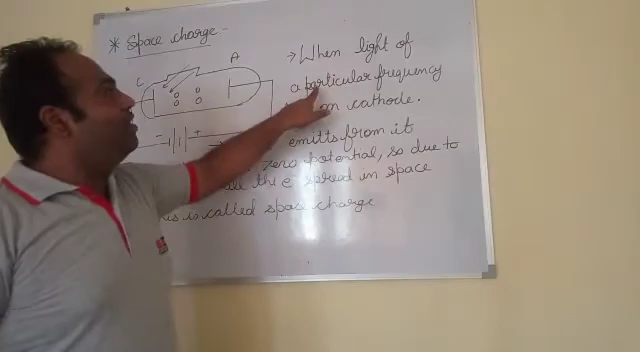 * Space charge -
A
C
→ When light of
a particular frequency
on cathode.
emitts from it
zero potential, so due to
all the e⁻ spread in space
is called space charge
- +